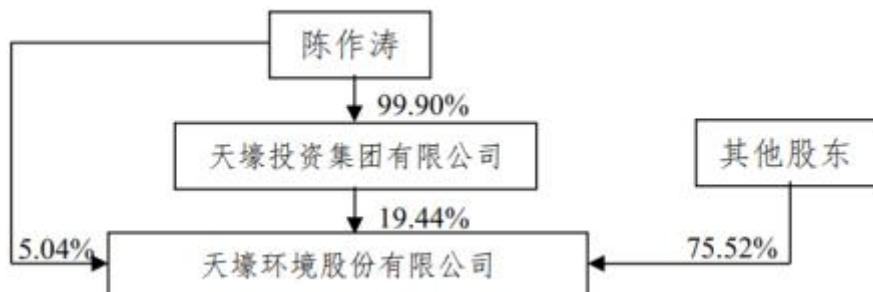 陈作涛
99.90%
天壕投资集团有限公司
其他股东
19.44%
5.04%
天壕环境股份有限公司
75.52%